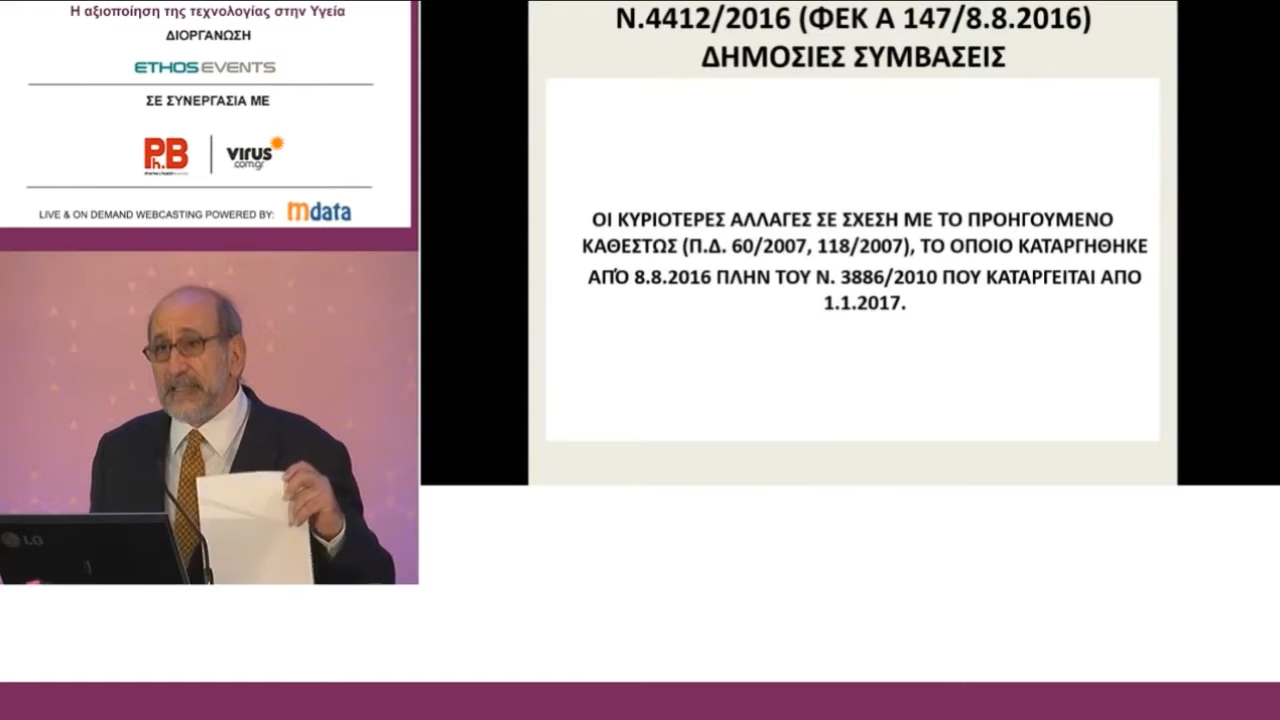 Η αξιοποίηση της τεχνολογίας στην Υγεία
ΔΙΟΡΓΑΝΩΣΗ
ETHOS EVENTS
ΣΕ ΣΥΝΕΡΓΑΣΙΑ ΜΕ
Ph.B
virus
.com.gr
LIVE & ON DEMAND WEBCASTING POWERED BY:
mdata
LG
Ν.4412/2016 (ΦΕΚ Α 147/8.8.2016)
ΔΗΜΟΣΙΕΣ ΣΥΜΒΑΣΕΙΣ
ΟΙ ΚΥΡΙΟΤΕΡΕΣ ΑΛΛΑΓΕΣ ΣΕ ΣΧΕΣΗ ΜΕ ΤΟ ΠΡΟΗΓΟΥΜΕΝΟ
ΚΑΘΕΣΤΩΣ (Π.Δ. 60/2007, 118/2007), ΤΟ ΟΠΟΙΟ ΚΑΤΑΡΓΗΘΗΚΕ
ΑΠΌ 8.8.2016 ΠΛΗΝ ΤΟΥ Ν. 3886/2010 ΠΟΥ ΚΑΤΑΡΓΕΙΤΑΙ ΑΠΟ
1.1.2017.